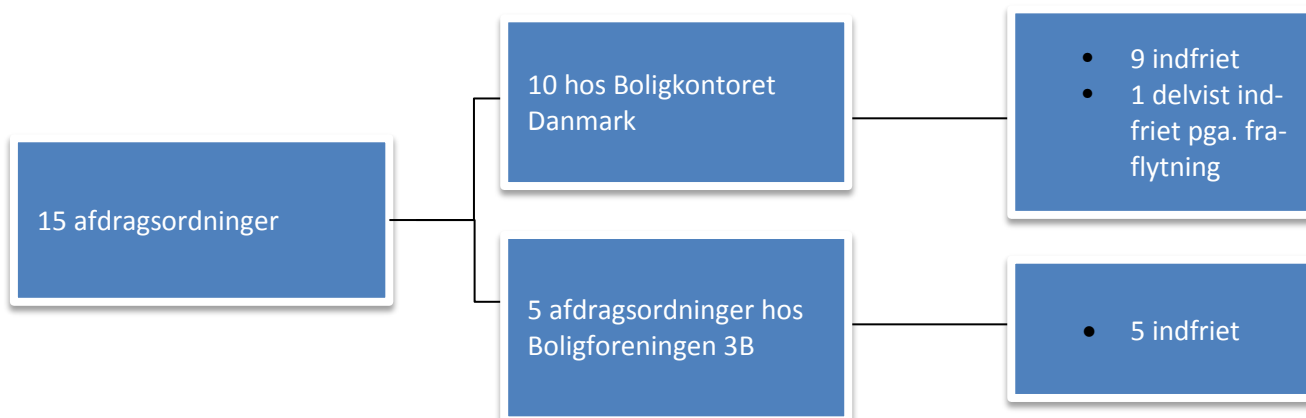 15 afdragsordninger
10 hos Boligkontoret
Danmark
• 9 indfriet
• 1 delvist ind-
friet pga. fra-
flytning
5 afdragsordninger hos
Boligforeningen 3B
• 5 indfriet